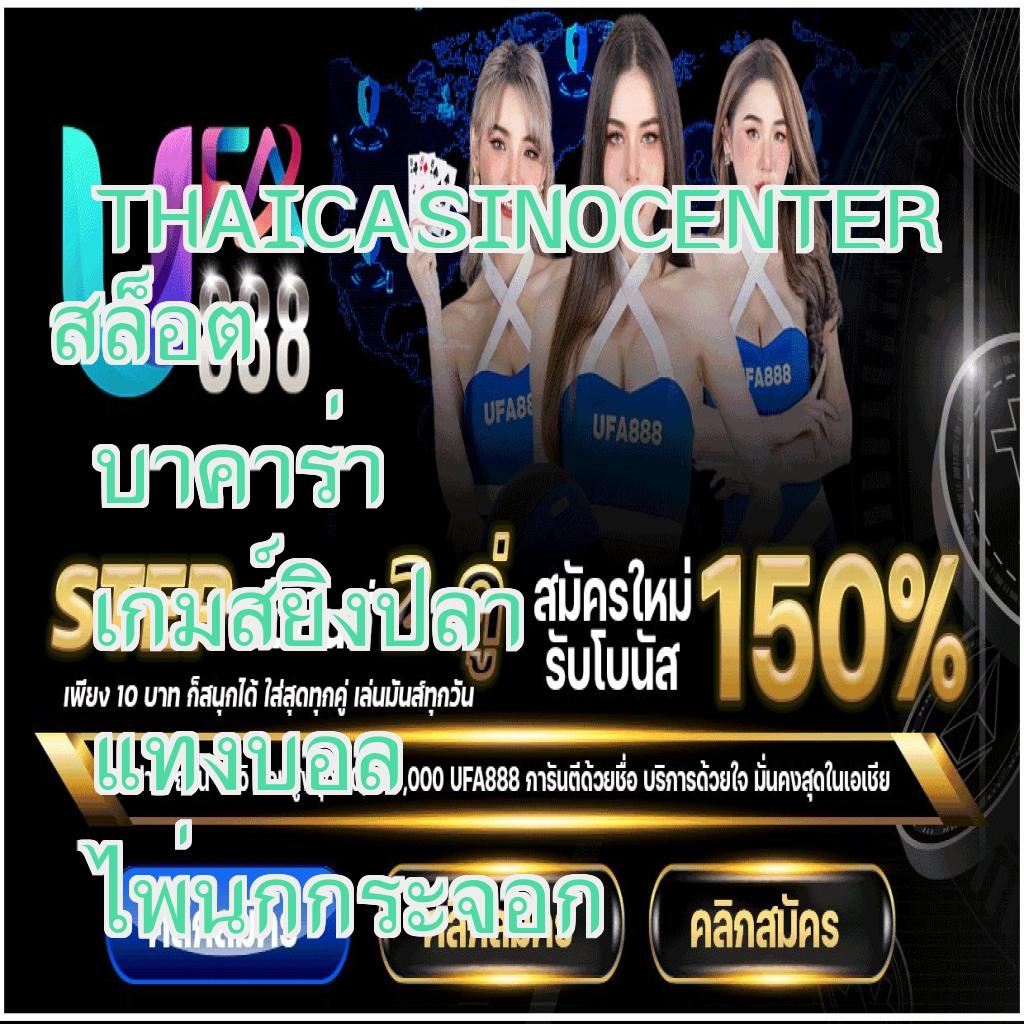 UFA
THAICASINOCENTER
สล็อต
888
UFA888
UFA888
UFA888
บาคาร่า
STEP
เกมส์ยิงปลา
สมัครใหม่
รับโบนัส
150%
เพียง 10 บาท ก็สนุกได้ ใส่สุดทุกคู่ เล่นมันส์ทุกวัน
แทงบอล
,000 UFA888 การันตีด้วยชื่อ บริการด้วยใจ มั่นคงสุดในเอเชีย
ไพ่นกกระจอก
คลิกสมัคร